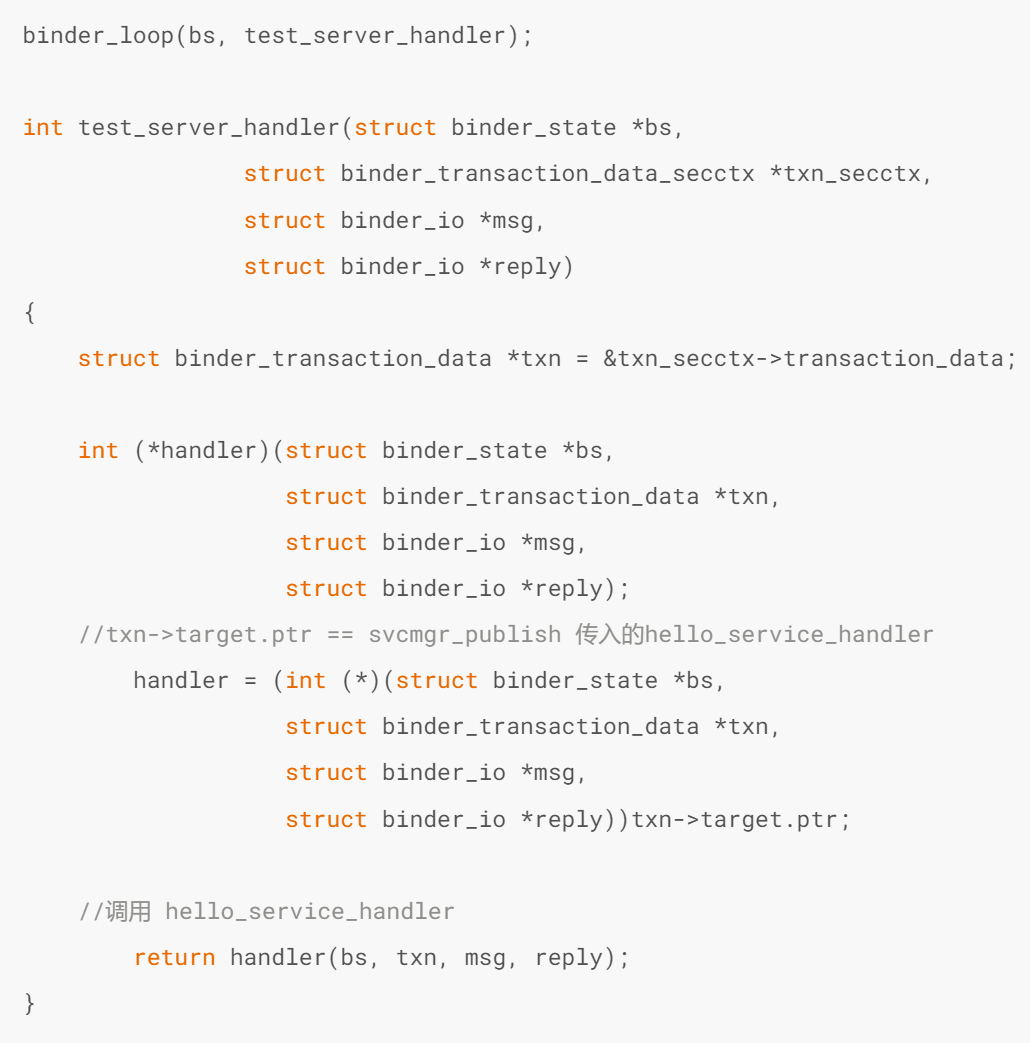 binder_loop(bs, test_server_handler);
int test_server_handler(struct binder_state *bs,
struct binder_transaction_data_secctx *txn_secctx,
struct binder_io *msg,
struct binder_io *reply)
{
struct binder_transaction_data *txn = &txn_secctx->transaction_data;
int (*handler)(struct binder_state *bs,
struct binder_transaction_data *txn,
struct binder_io *msg,
struct binder_io *reply);
//txn->target.ptr == svcmgr_publish 传入的hello_service_handler
handler = (int (*)(struct binder_state *bs,
struct binder_transaction_data *txn,
struct binder_io *msg,
struct binder_io *reply))txn->target.ptr;
//调用 hello_service_handler
return handler(bs, txn, msg, reply);
}